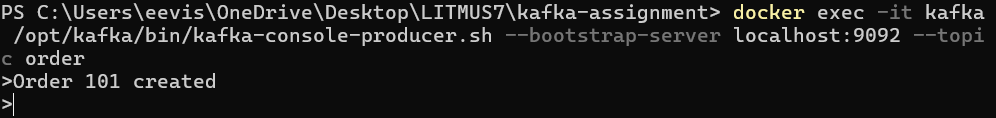 PS C:\Users\eevis\OneDrive\Desktop\LITMUS7\kafka-assignment> docker exec -it kafka
 /opt/kafka/bin/kafka-console-producer.sh --bootstrap-server localhost:9092 --topi
c order
>Order 101 created
>